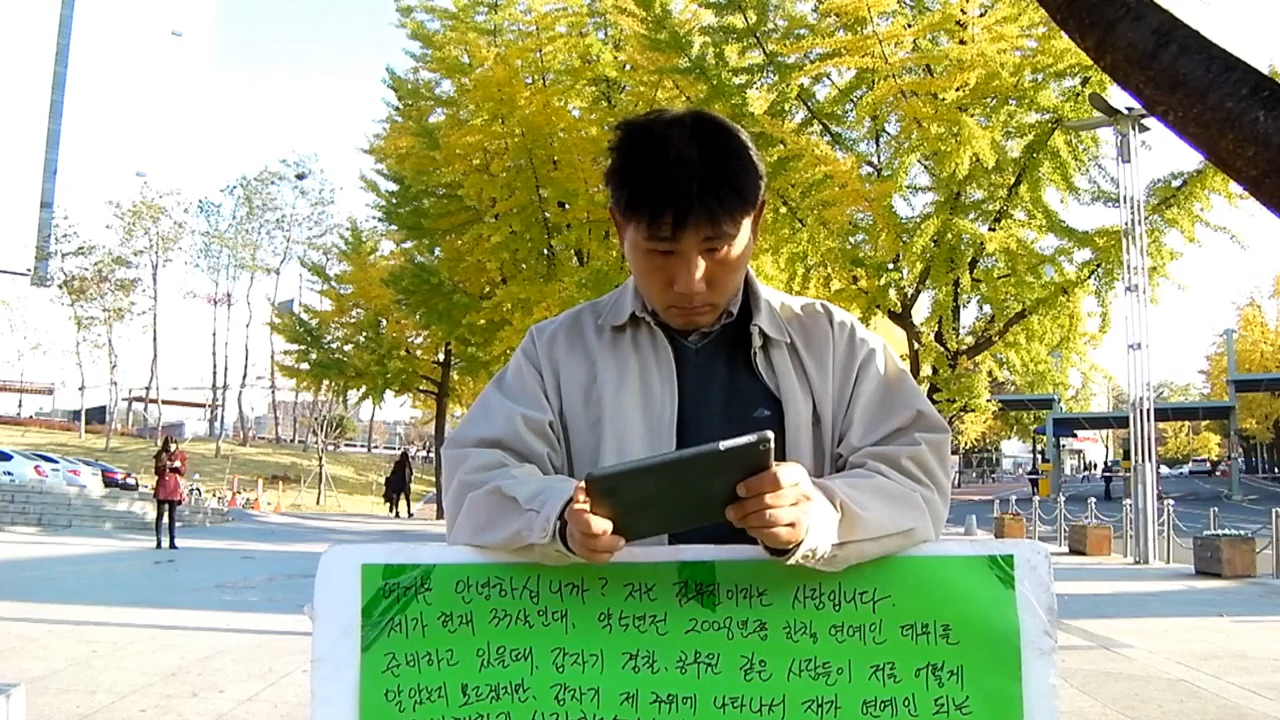 여러분 안녕하십니까? 저는 김무진이라는 사람입니다.
제가 현재 33살인데, 약5년전 2008년쯤 한창 연예인 데뷔를
준비하고 있을때, 갑자기 경찰, 공무원 같은 사람들이 저를 어떻게
알았는지 모르겠지만, 갑자기 제 주위에 나타나서 재가 연예인 되는